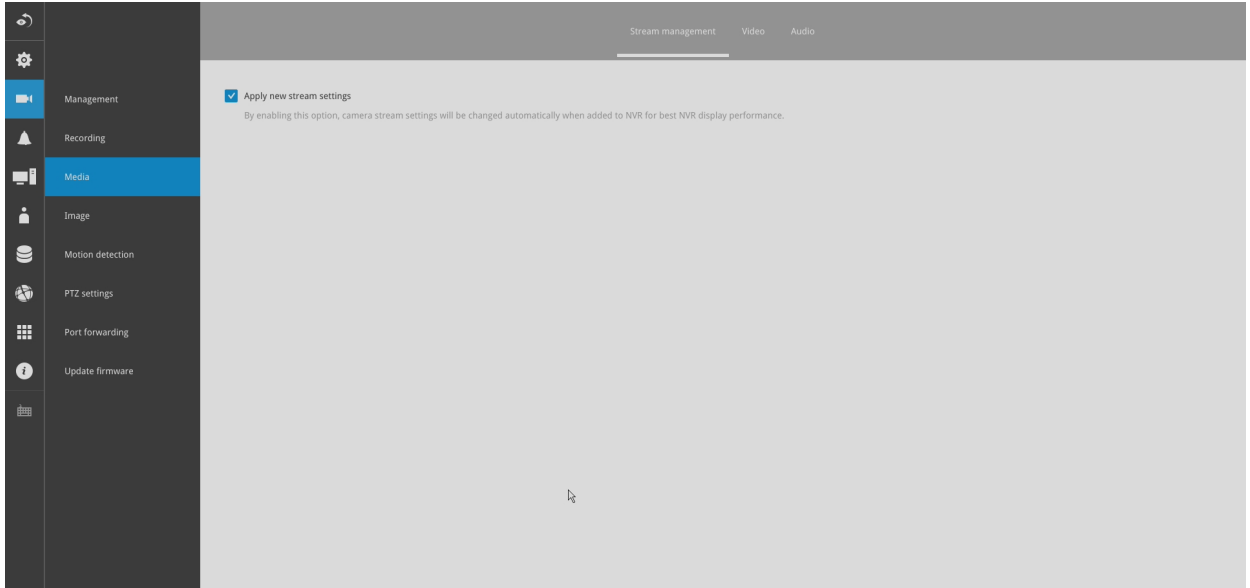 Stream management Video Audio
Management
Apply new stream settings
By enabling this option, camera stream settings will be changed automatically when added to NVR for best NVR display performance.
Recording
Media
Image
Motion detection
PTZ settings
Port forwarding
Update firmware